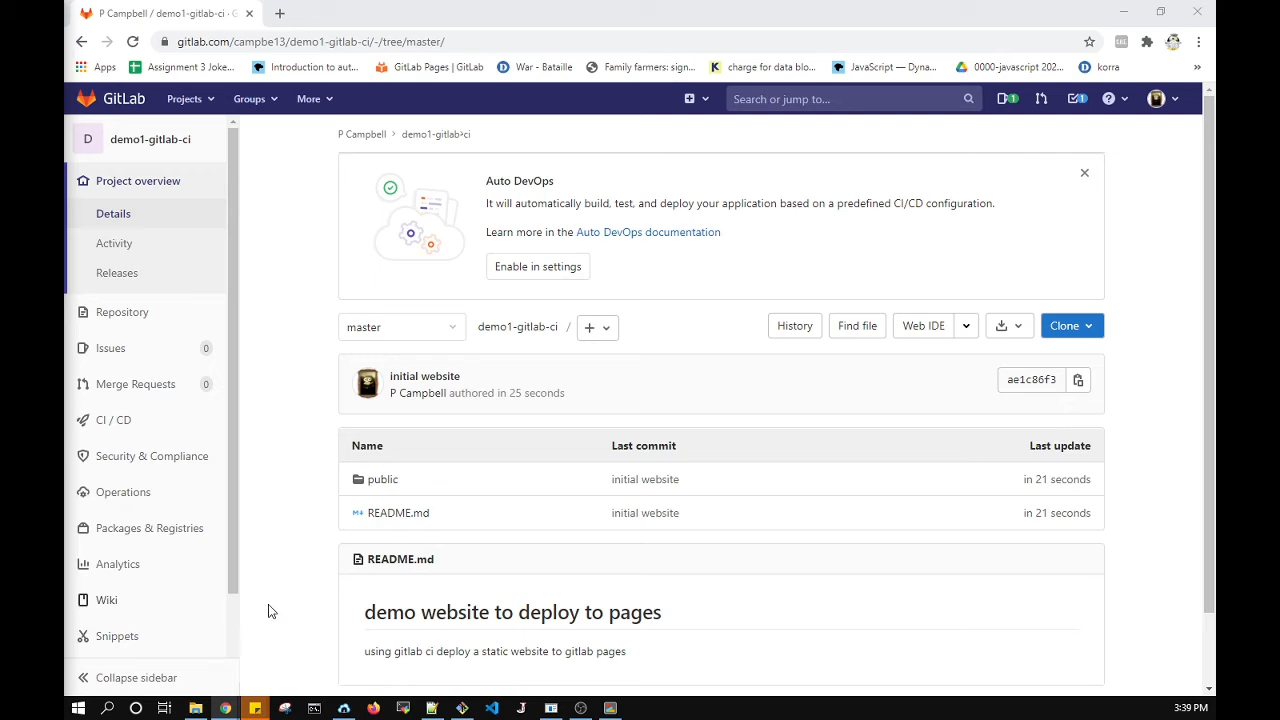 P Campbell / demo1-gitlab-ci · G
gitlab.com/campbe13/demo1-gitlab-ci/-/tree/master/
Apps
Assignment 3 Joke...
Introduction to aut...
GitLab Pages | GitLab
War - Bataille
Family farmers: sign...
charge for data blo...
JavaScript — Dyna...
0000-javascript 202...
korra
GitLab
Projects
Groups
More
Search or jump to...
1
1
D
demo1-gitlab-ci
Project overview
Details
Activity
Releases
Repository
Issues 0
Merge Requests 0
CI / CD
Security & Compliance
Operations
Packages & Registries
Analytics
Wiki
Snippets
Collapse sidebar
P Campbell > demo1-gitlab-ci
Auto DevOps
It will automatically build, test, and deploy your application based on a predefined CI/CD configuration.
Learn more in the Auto DevOps documentation
Enable in settings
master
demo1-gitlab-ci /
History
Find file
Web IDE
Clone
initial website
P Campbell authored in 25 seconds
ae1c86f3
Name Last commit Last update
public initial website in 21 seconds
README.md initial website in 21 seconds
README.md
demo website to deploy to pages
using gitlab ci deploy a static website to gitlab pages
3:39 PM